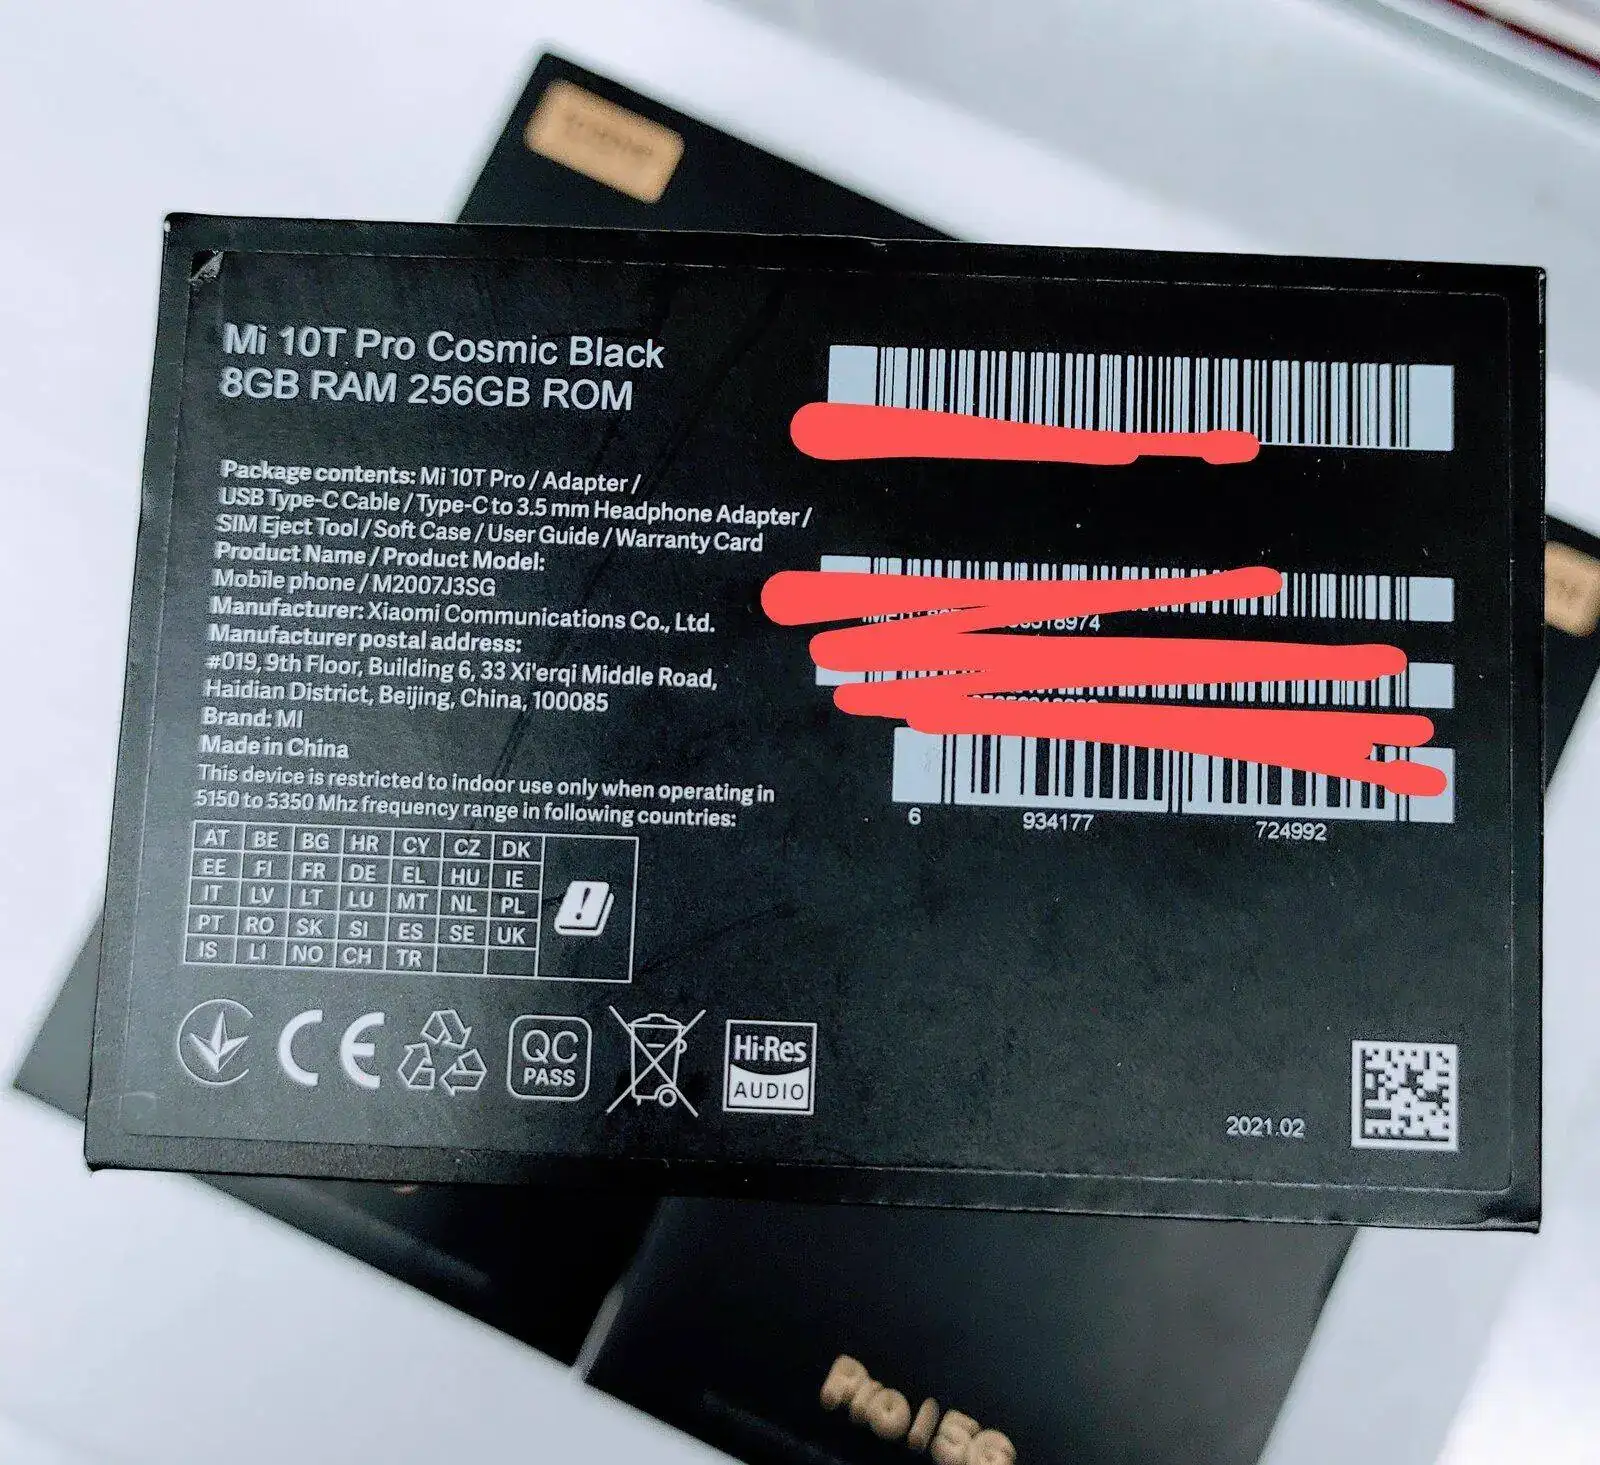 Mi 10T Pro Cosmic Black
8GB RAM 256GB ROM
Package contents: Mi 10T Pro / Adapter /
USB Type-C Cable / Type-C to 3.5 mm Headphone Adapter /
SIM Eject Tool / Soft Case / User Guide / Warranty Card
Product Name / Product Model:
Mobile phone / M2007J3SG
Manufacturer: Xiaomi Communications Co., Ltd.
Manufacturer postal address:
#019, 9th Floor, Building 6, 33 Xi'erqi Middle Road,
Haidian District, Beijing, China, 100085
Brand: MI
Made in China
This device is restricted to indoor use only when operating in
5150 to 5350 Mhz frequency range in following countries:
AT BE BG HR CY CZ DK
EE FI FR DE EL HU IE
IT LV LT LU MT NL PL
PT RO SK SI ES SE UK
IS LI NO CH TR
CE
QC
PASS
Hi-Res
AUDIO
6 934177 724992
2021.02
Pro 5G